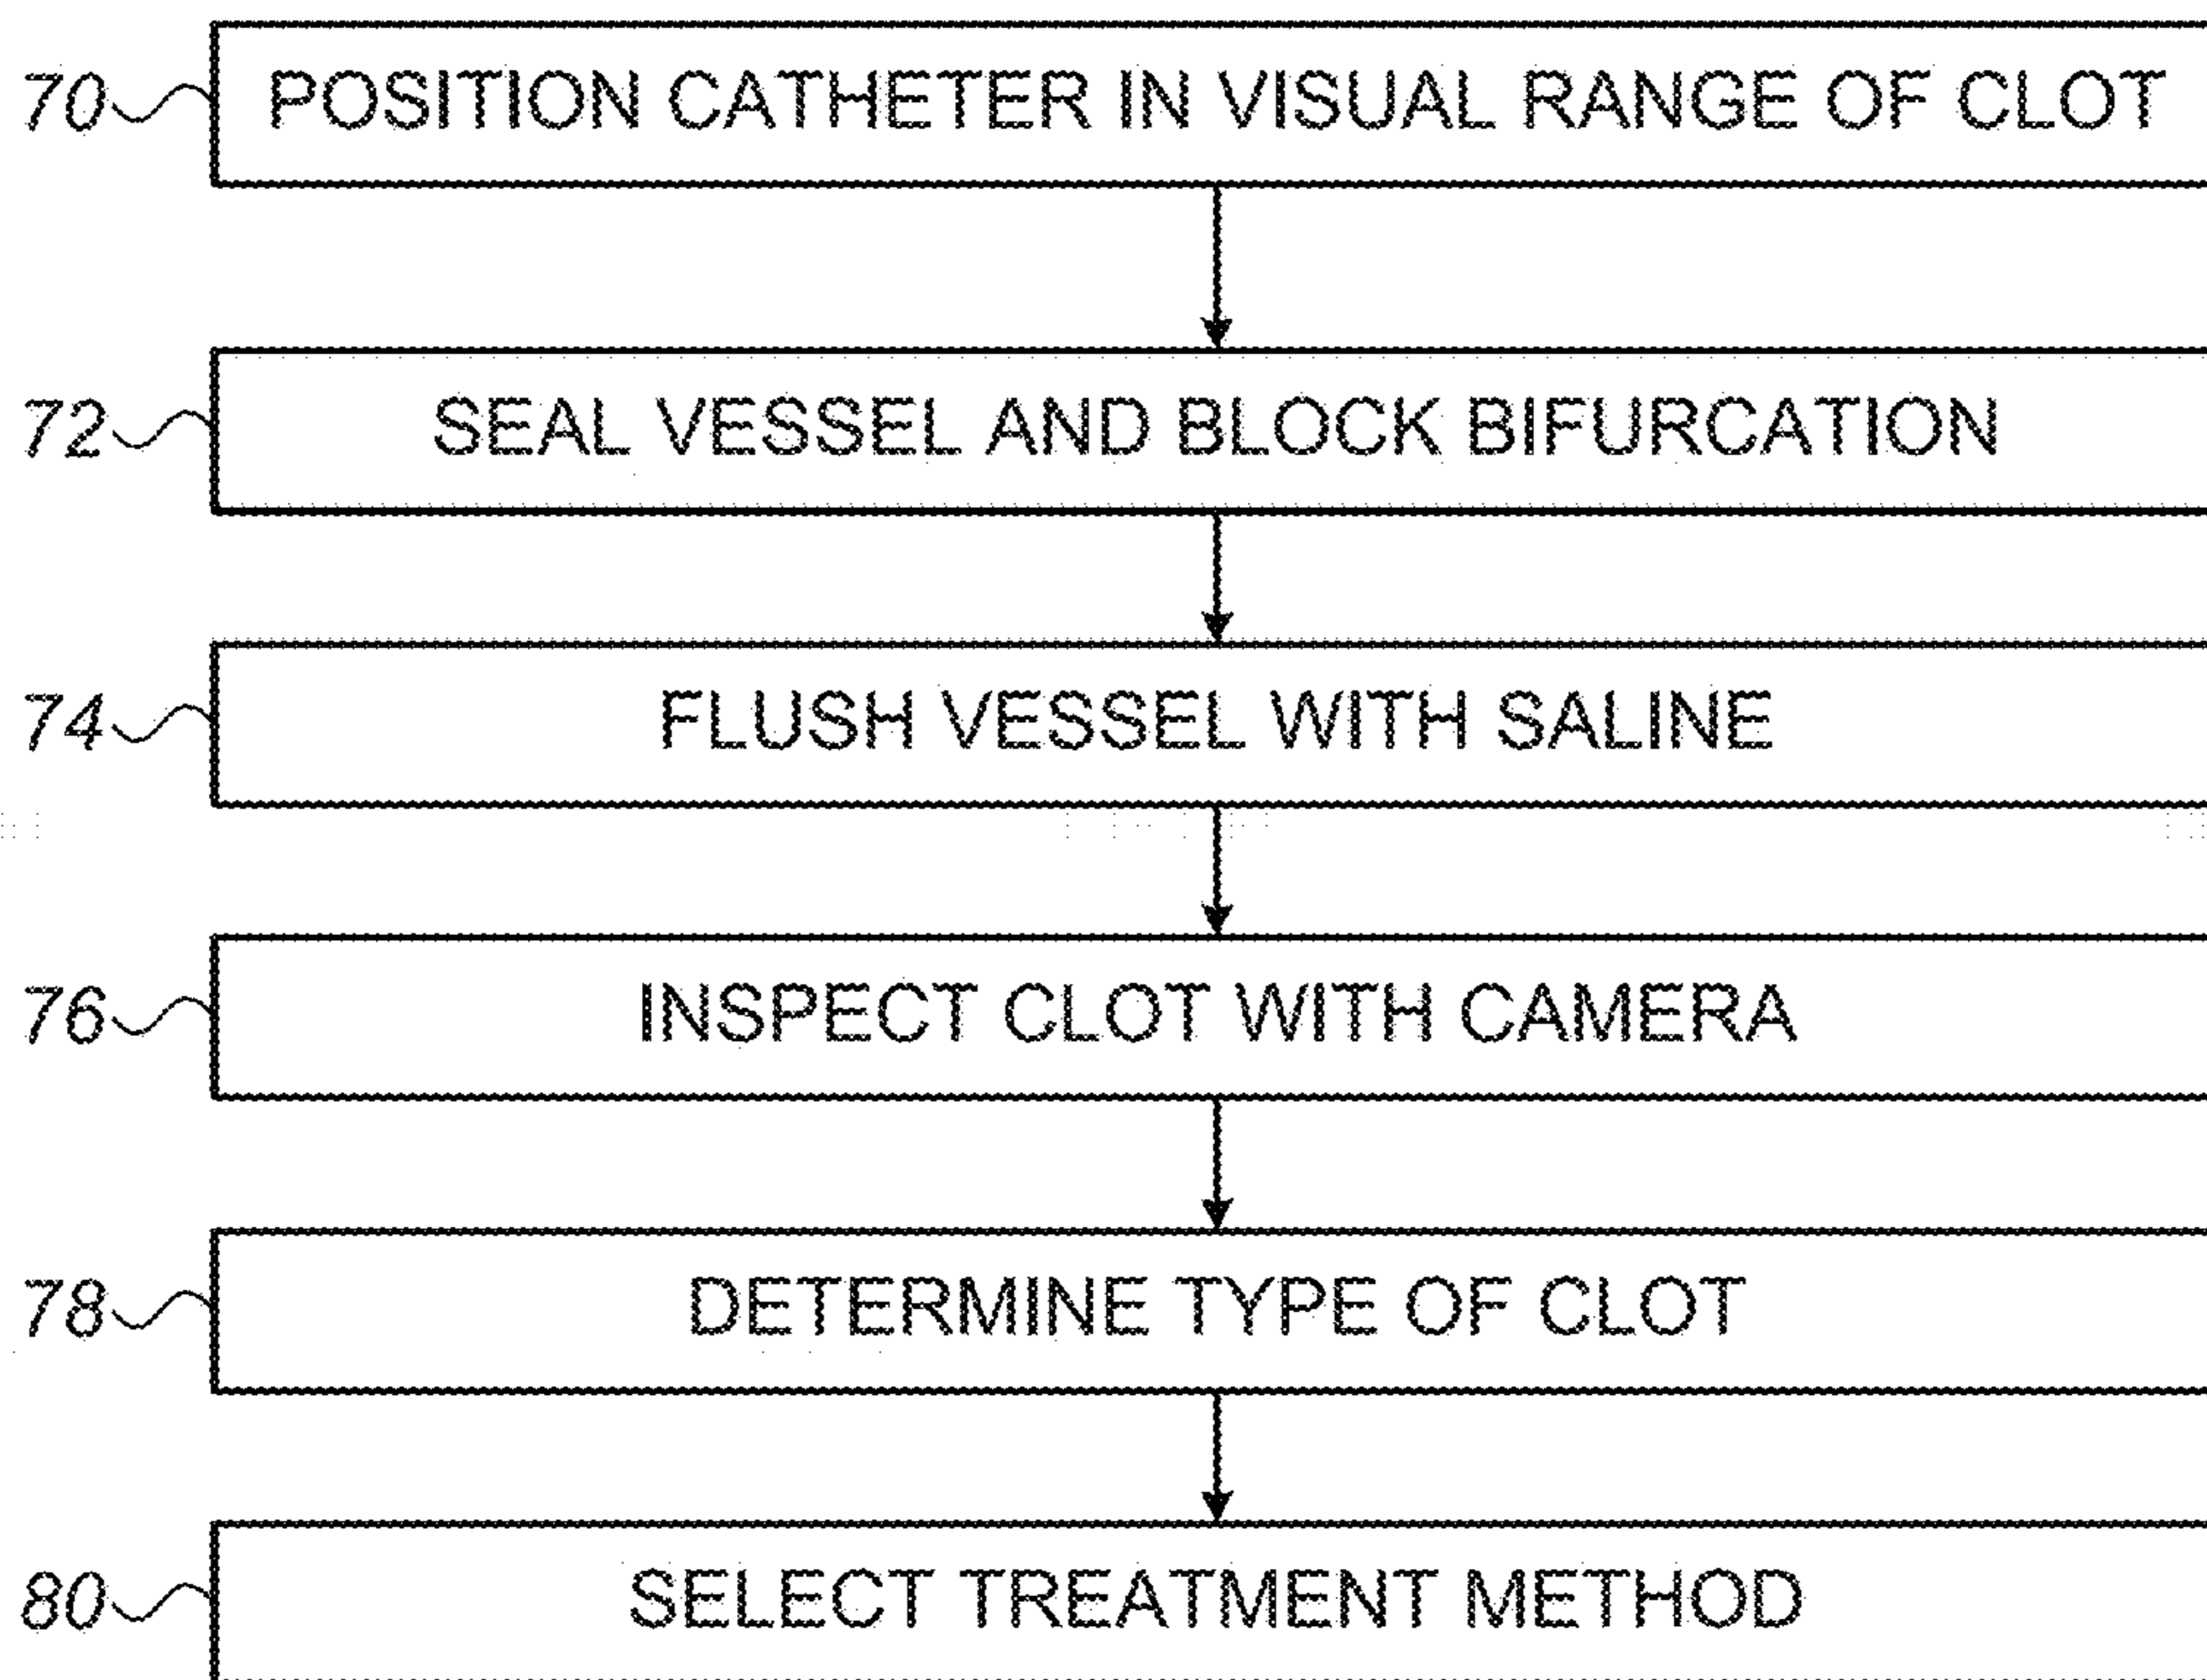 70 POSITION CATHETER IN VISUAL RANGE OF CLOT
72 SEAL VESSEL AND BLOCK BIFURCATION
74 FLUSH VESSEL WITH SALINE
76 INSPECT CLOT WITH CAMERA
78 DETERMINE TYPE OF CLOT
80 SELECT TREATMENT METHOD